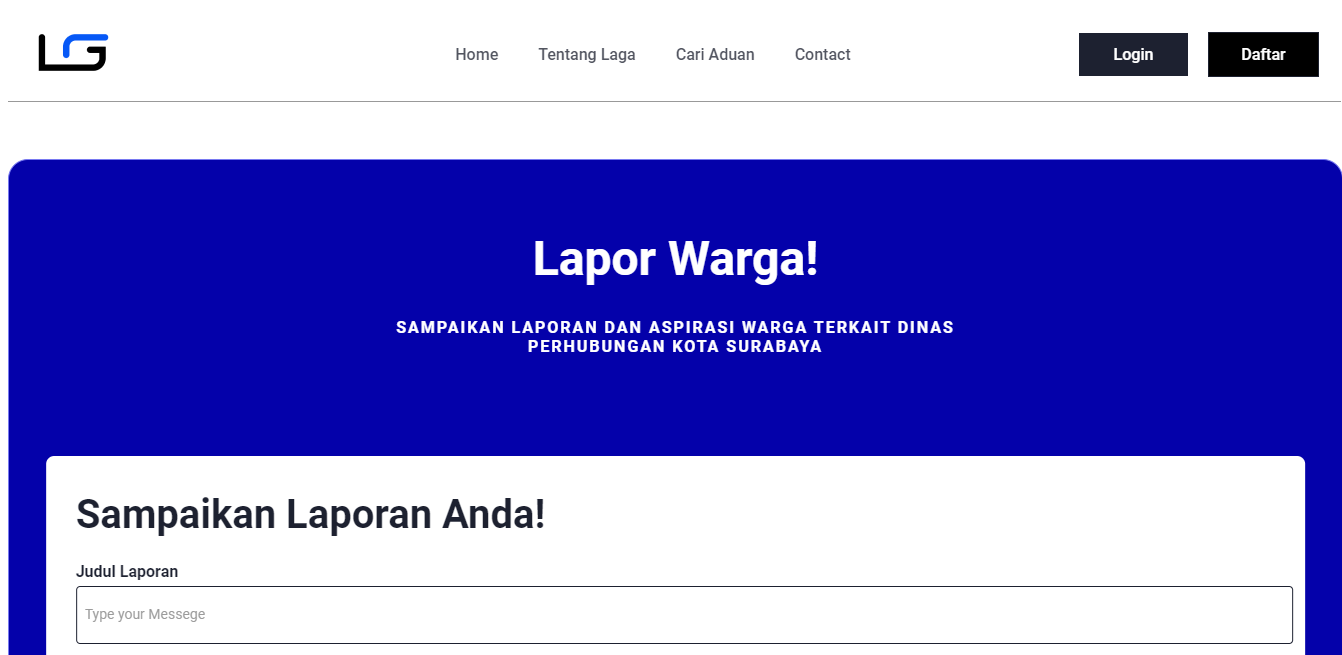 LG
Home
Tentang Laga
Cari Aduan
Contact
Login
Daftar
Lapor Warga!
SAMPAIKAN LAPORAN DAN ASPIRASI WARGA TERKAIT DINAS
PERHUBUNGAN KOTA SURABAYA
Sampaikan Laporan Anda!
Judul Laporan
Type your Messege